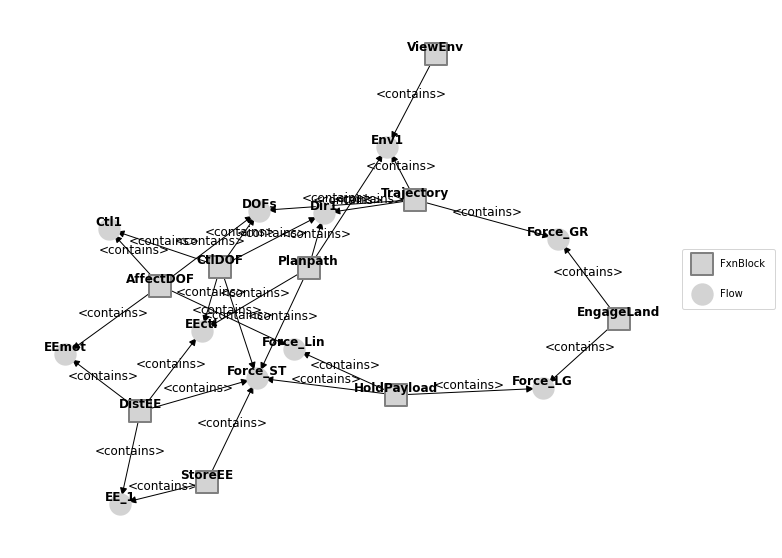 ViewEnv
<contains>
Env1
<contains>
Trajectory
<contains>
<contains>
<contains>
DOFs
Dir1
<contains>
Force_GR
Ctl1
<contains>
<contains>
<contains>
<contains>
<contains>
<contains>
CtlDOF
Planpath
FxnBlock
<contains>
AffectDOF
<contains>
<contains>
Flow
<contains>
<contains>
<contains>
<contains>
EngageLand
EEctl
Force_Lin
EEmot
<contains>
<contains>
<contains>
Force_ST
<contains>
<contains>
<contains>
HoldPayload
<contains>
Force_LG
DistEE
<contains>
<contains>
StoreEE
<contains>
EE_1